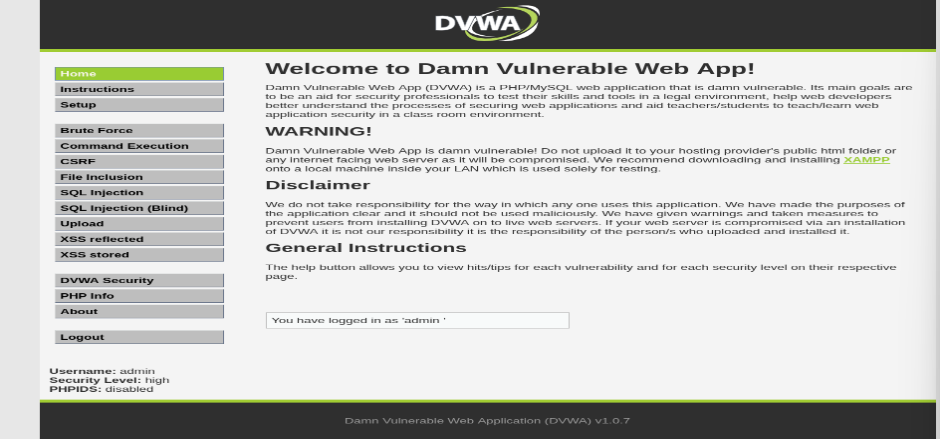 DVWA
Home
Instructions
Setup
Brute Force
Command Execution
CSRF
File Inclusion
SQL Injection
SQL Injection (Blind)
Upload
XSS reflected
XSS stored
DVWA Security
PHP Info
About
Logout
Username: admin
Security Level: high
PHPIDS: disabled
Welcome to Damn Vulnerable Web App!
Damn Vulnerable Web App (DVWA) is a PHP/MySQL web application that is damn vulnerable. Its main goals are
to be an aid for security professionals to test their skills and tools in a legal environment, help web developers
better understand the processes of securing web applications and aid teachers/students to teach/learn web
application security in a class room environment.
WARNING!
Damn Vulnerable Web App is damn vulnerable! Do not upload it to your hosting provider's public html folder or
any internet facing web server as it will be compromised. We recommend downloading and installing XAMPP
onto a local machine inside your LAN which is used solely for testing.
Disclaimer
We do not take responsibility for the way in which any one uses this application. We have made the purposes of
the application clear and it should not be used maliciously. We have given warnings and taken measures to
prevent users from installing DVWA on to live web servers. If your web server is compromised via an installation
of DVWA it is not our responsibility it is the responsibility of the person/s who uploaded and installed it.
General Instructions
The help button allows you to view hits/tips for each vulnerability and for each security level on their respective
page.
You have logged in as 'admin '
Damn Vulnerable Web Application (DVWA) v1.0.7